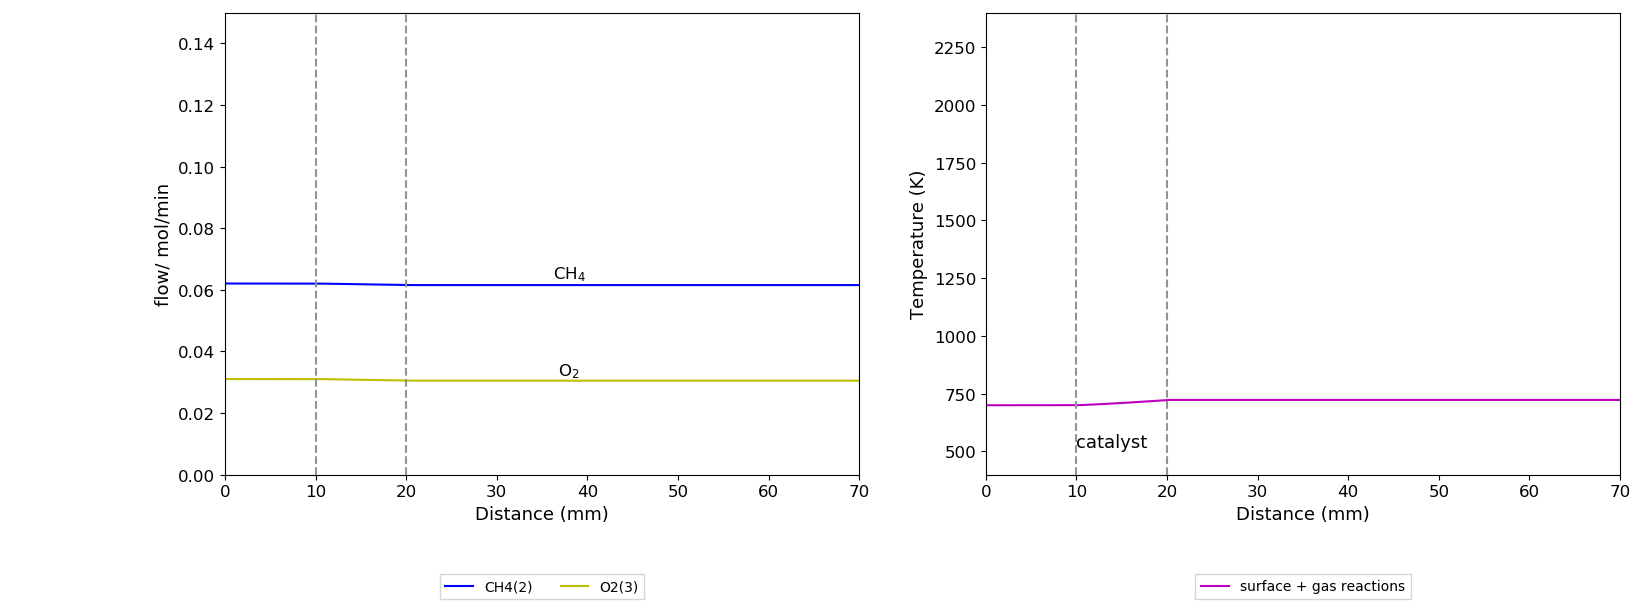 0.14
0.12
0.10
0.08
0.06
0.04
0.02
0.00
flow/ mol/min
CH₄
O₂
0 10 20 30 40 50 60 70
Distance (mm)
CH4(2) O2(3)
2250
2000
1750
1500
1250
1000
750
500
Temperature (K)
catalyst
0 10 20 30 40 50 60 70
Distance (mm)
surface + gas reactions